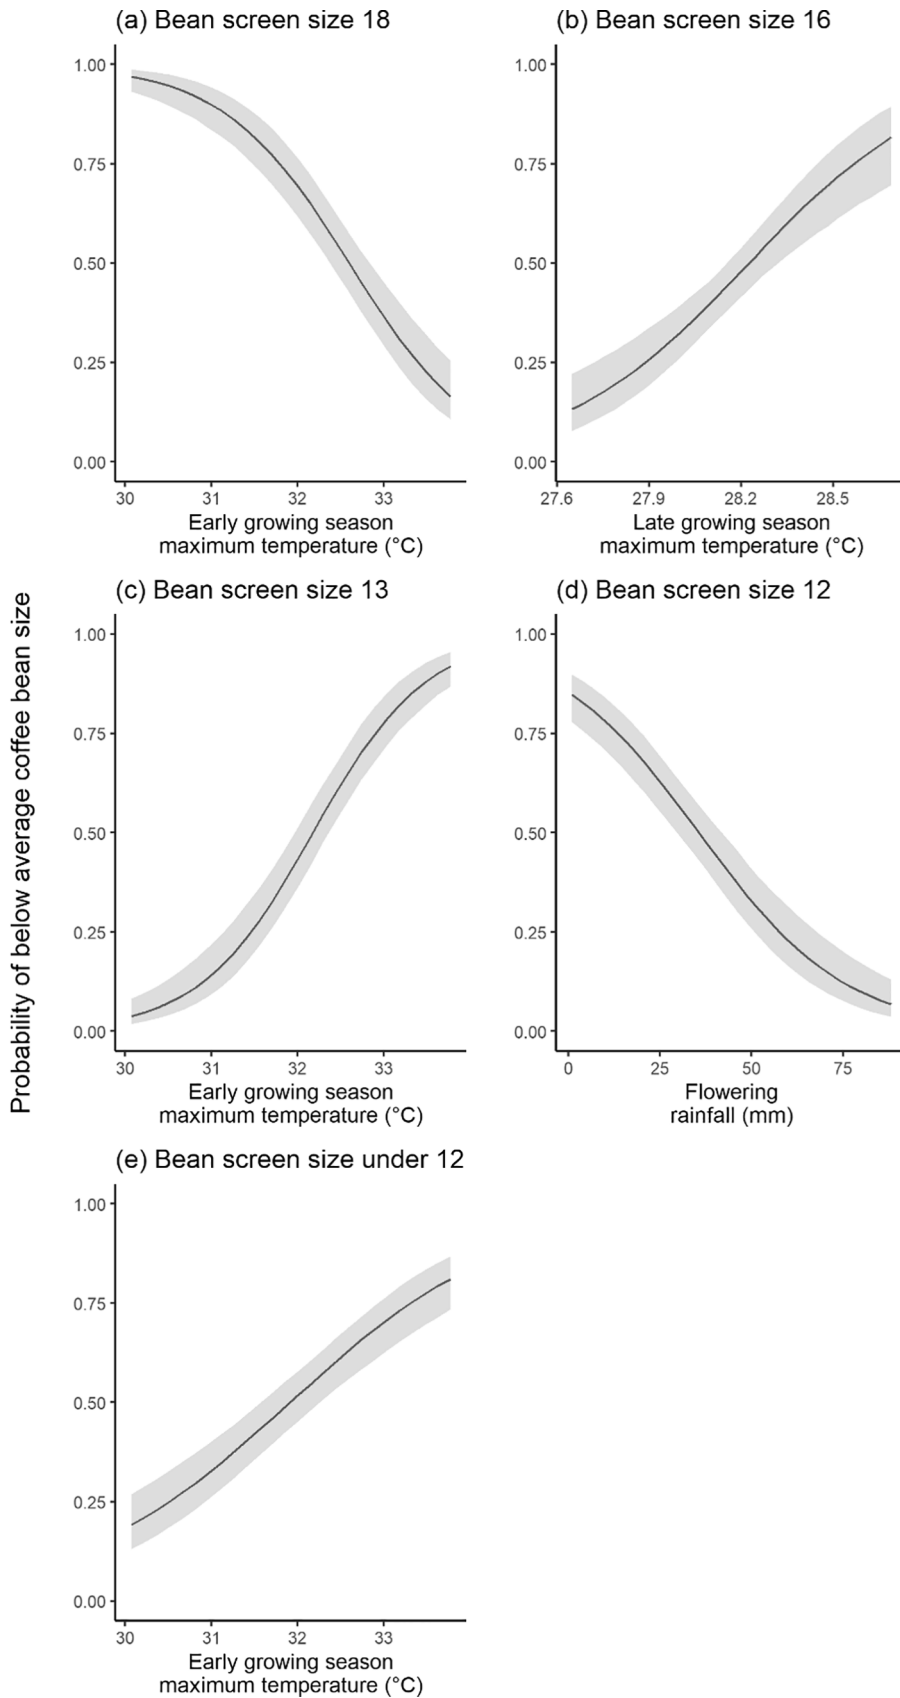 (a) Bean screen size 18
1.00
0.75
0.50
0.25
0.00
30 31 32 33
Early growing season
maximum temperature (°C)
(b) Bean screen size 16
1.00
0.75
0.50
0.25
0.00
27.6 27.9 28.2 28.5
Late growing season
maximum temperature (°C)
Probability of below average coffee bean size
(c) Bean screen size 13
1.00
0.75
0.50
0.25
0.00
30 31 32 33
Early growing season
maximum temperature (°C)
(d) Bean screen size 12
1.00
0.75
0.50
0.25
0.00
0 25 50 75
Flowering
rainfall (mm)
(e) Bean screen size under 12
1.00
0.75
0.50
0.25
0.00
30 31 32 33
Early growing season
maximum temperature (°C)